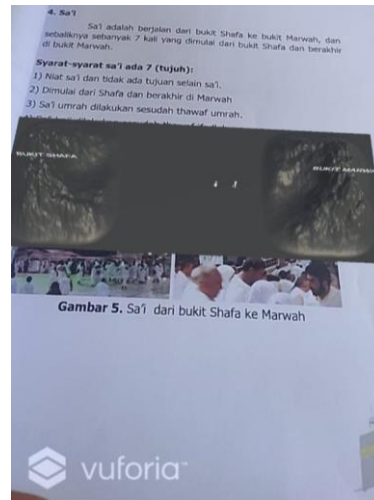 4. Sa'i
Sa'i adalah berjalan dari bukit Shafa ke bukit Marwah, dan
sebaliknya sebanyak 7 kali yang dimulai dari bukit Shafa dan berakhir
di bukit Marwah.
Syarat-syarat sa'i ada 7 (tujuh):
1) Niat sa'i dan tidak ada tujuan selain sa'i.
2) Dimulai dari Shafa dan berakhir di Marwah
3) Sa'i umrah dilakukan sesudah thawaf umrah.
BUKIT SHAFA
BUKIT MARWA
Gambar 5. Sa'i dari bukit Shafa ke Marwah
vuforia™